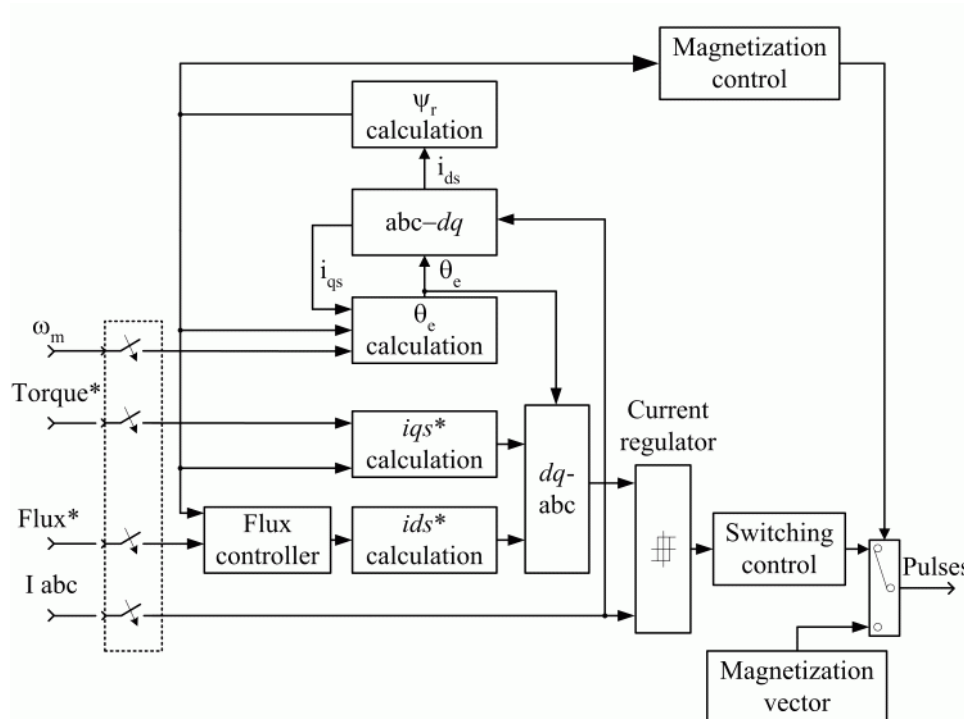 Magnetization
control
ψr
calculation
ids
abc–dq
iqs
θe
θe
calculation
ωm
Torque*
iqs*
calculation
Current
regulator
dq-
abc
Flux*
Flux
controller
ids*
calculation
Switching
control
Pulses
I abc
Magnetization
vector